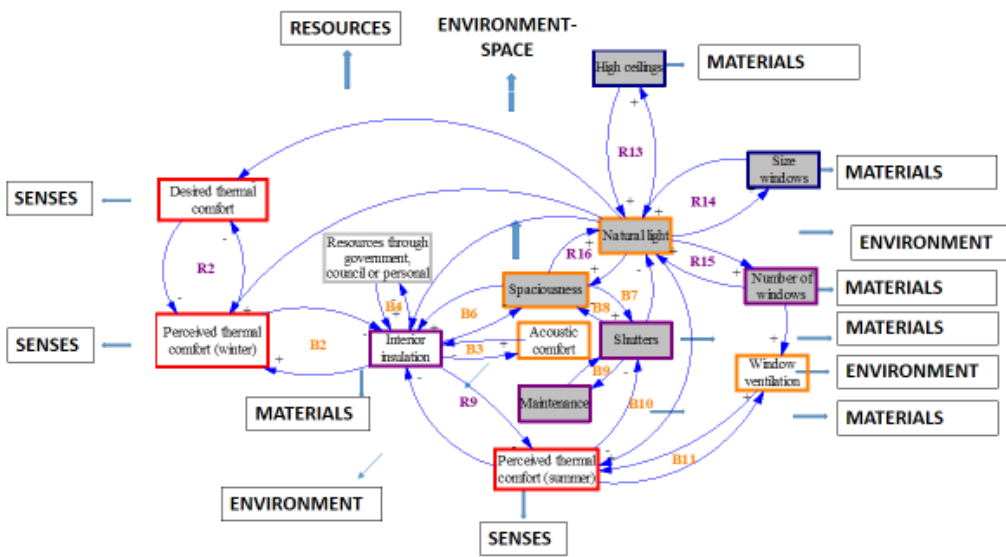 RESOURCES
ENVIRONMENT-
SPACE
High ceilings
MATERIALS
+
R13
Size
windows
MATERIALS
SENSES
Desired thermal
comfort
R14
+
+
+
Natural light
ENVIRONMENT
R2
-
-
Resources through
government,
council or personal
R16
+
+
R15
+
Number of
windows
MATERIALS
Spaciousness
B7
B4
B6
B8
+
SENSES
Perceived thermal
comfort (winter)
+
+
B2
-
Interior
insulation
B3
-
+
Acoustic
comfort
Shutters
MATERIALS
+
Window
ventilation
ENVIRONMENT
B9
-
MATERIALS
R9
Maintenance
B10
+
MATERIALS
Perceived thermal
comfort (summer)
B11
ENVIRONMENT
SENSES